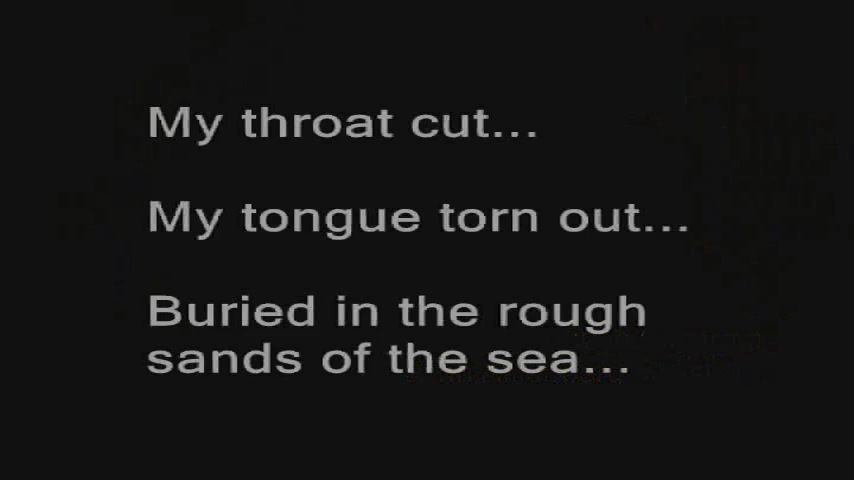 My throat cut...
My tongue torn out...
Buried in the rough
sands of the sea...